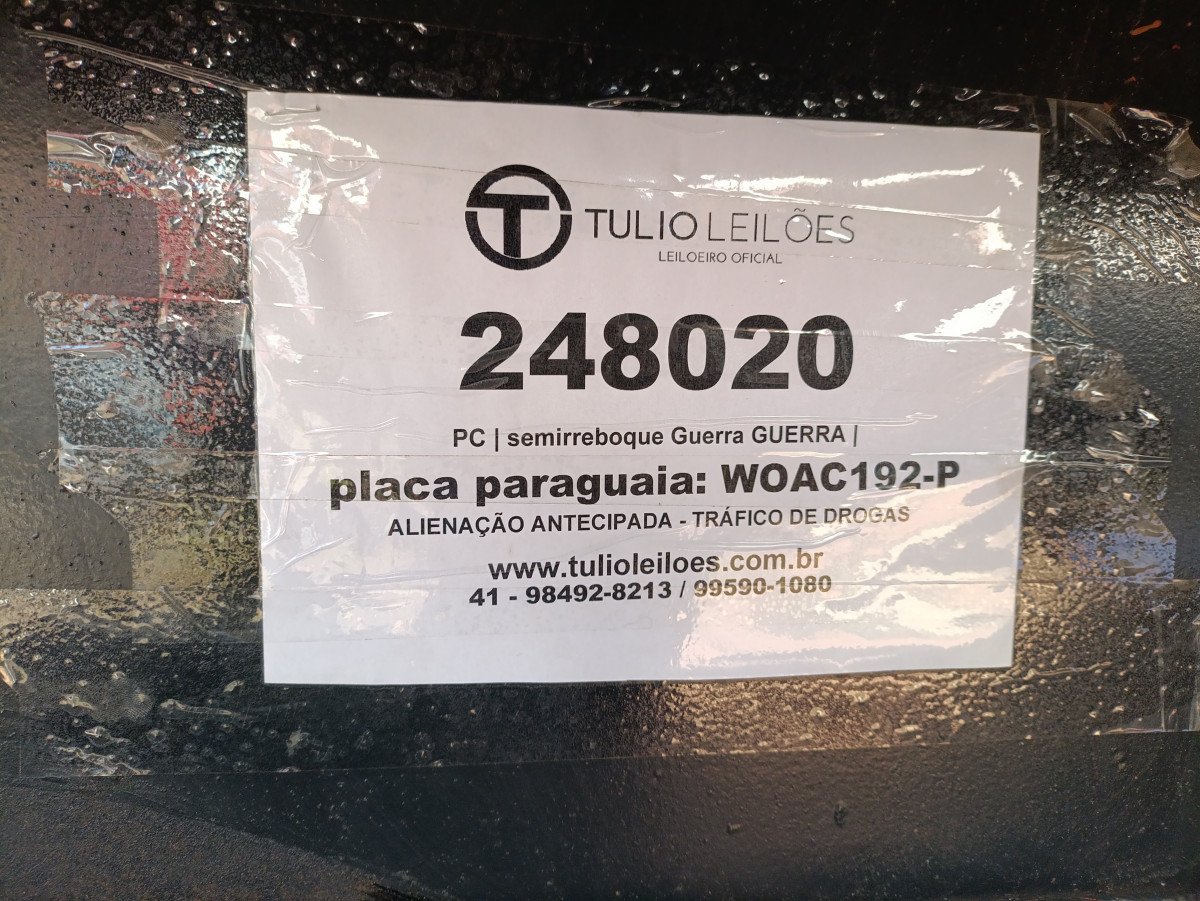 T TULIO LEILÕES
LEILOEIRO OFICIAL
248020
PC | semirreboque Guerra GUERRA |
placa paraguaia: WOAC192-P
ALIENAÇÃO ANTECIPADA - TRÁFICO DE DROGAS
www.tulioleiloes.com.br
41 - 98492-8213 / 99590-1080